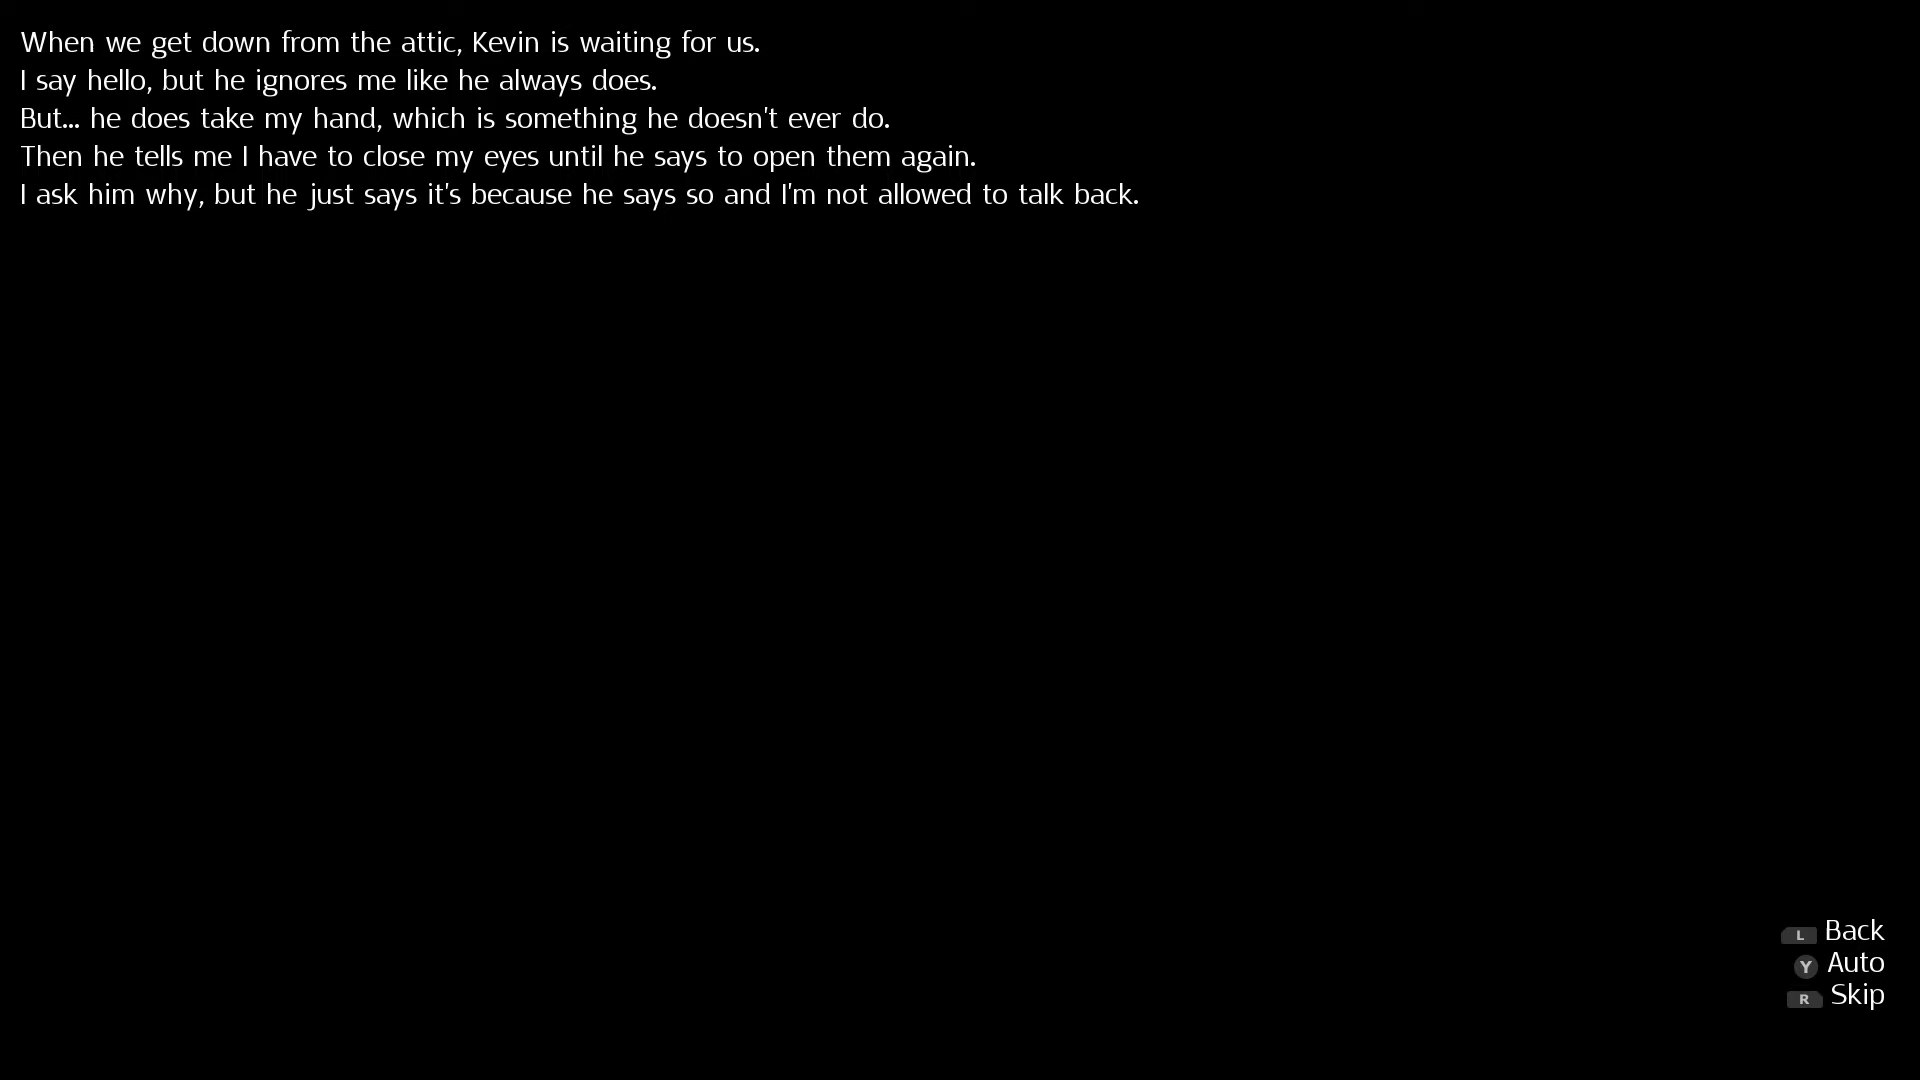 When we get down from the attic, Kevin is waiting for us.
I say hello, but he ignores me like he always does.
But... he does take my hand, which is something he doesn't ever do.
Then he tells me I have to close my eyes until he says to open them again.
I ask him why, but he just says it's because he says so and I'm not allowed to talk back.
L Back
Y Auto
R Skip